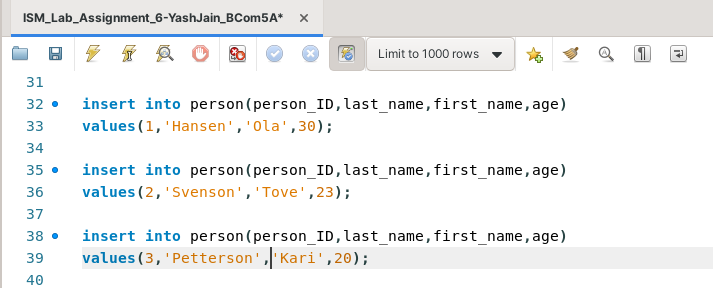 ISM_Lab_Assignment_6-YashJain_BCom5A*
Limit to 1000 rows
31
32 insert into person(person_ID,last_name,first_name,age)
33 values(1,'Hansen','Ola',30);
34
35 insert into person(person_ID,last_name,first_name,age)
36 values(2,'Svenson','Tove',23);
37
38 insert into person(person_ID,last_name,first_name,age)
39 values(3,'Petterson','Kari',20);
40